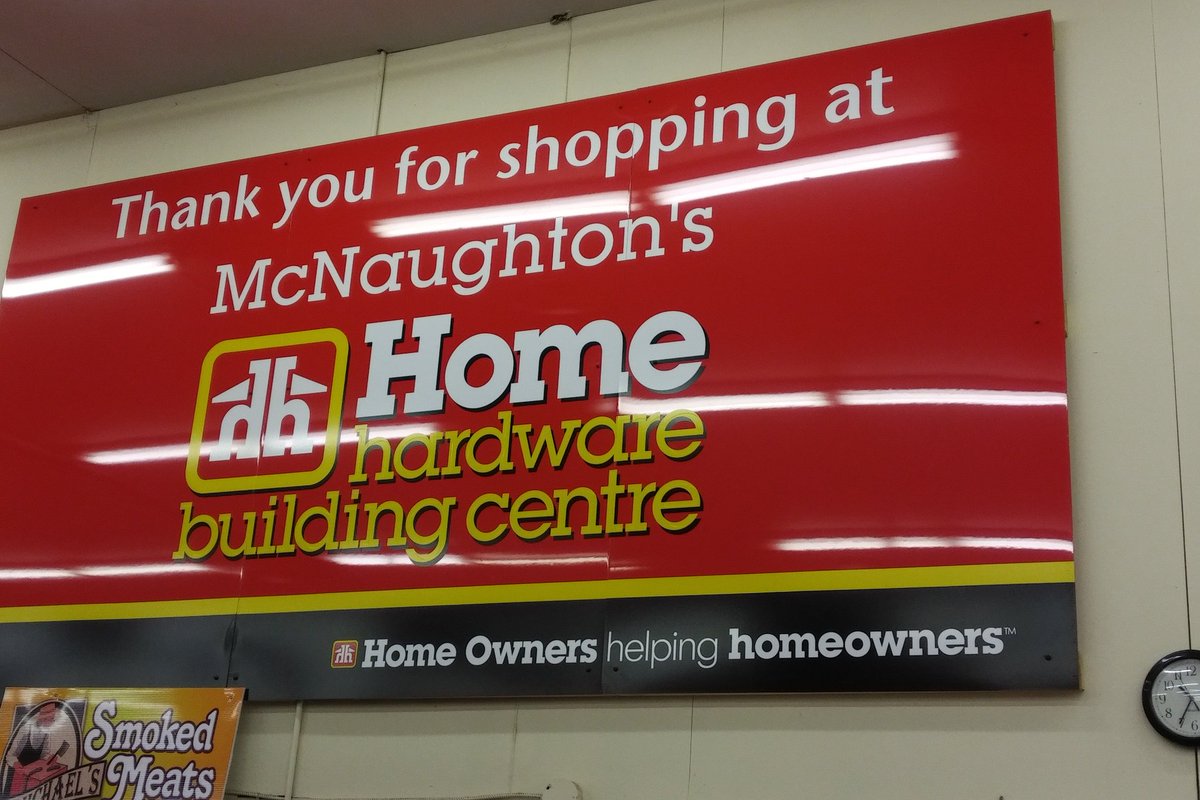 Thank you for shopping at
McNaughton's
Home
hardware
building centre
Home Owners helping homeowners™
Smoked
Meats